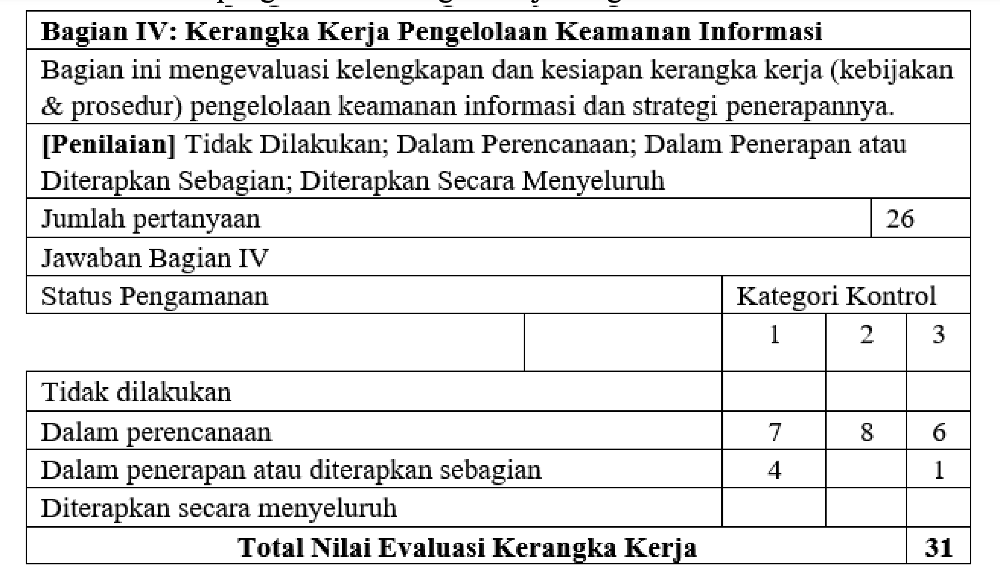 Bagian IV: Kerangka Kerja Pengelolaan Keamanan Informasi
Bagian ini mengevaluasi kelengkapan dan kesiapan kerangka kerja (kebijakan
& prosedur) pengelolaan keamanan informasi dan strategi penerapannya.
[Penilaian] Tidak Dilakukan; Dalam Perencanaan; Dalam Penerapan atau
Diterapkan Sebagian; Diterapkan Secara Menyeluruh
Jumlah pertanyaan 26
Jawaban Bagian IV
Status Pengamanan Kategori Kontrol
1 2 3
Tidak dilakukan
Dalam perencanaan 7 8 6
Dalam penerapan atau diterapkan sebagian 4 1
Diterapkan secara menyeluruh
Total Nilai Evaluasi Kerangka Kerja 31